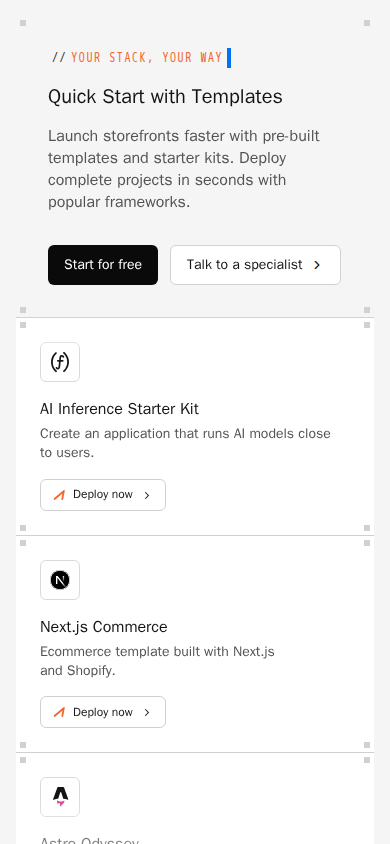 // YOUR STACK, YOUR WAY
Quick Start with Templates
Launch storefronts faster with pre-built
templates and starter kits. Deploy
complete projects in seconds with
popular frameworks.
Start for free
Talk to a specialist
AI Inference Starter Kit
Create an application that runs AI models close
to users.
Deploy now
Next.js Commerce
Ecommerce template built with Next.js
and Shopify.
Deploy now
Astro Odyssey